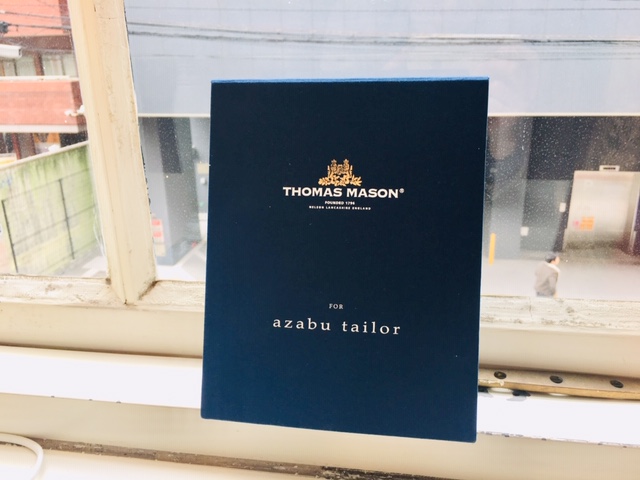 THOMAS MASON®
FOUNDED 1796
NELSON LANCASHIRE ENGLAND
FOR
azabu tailor